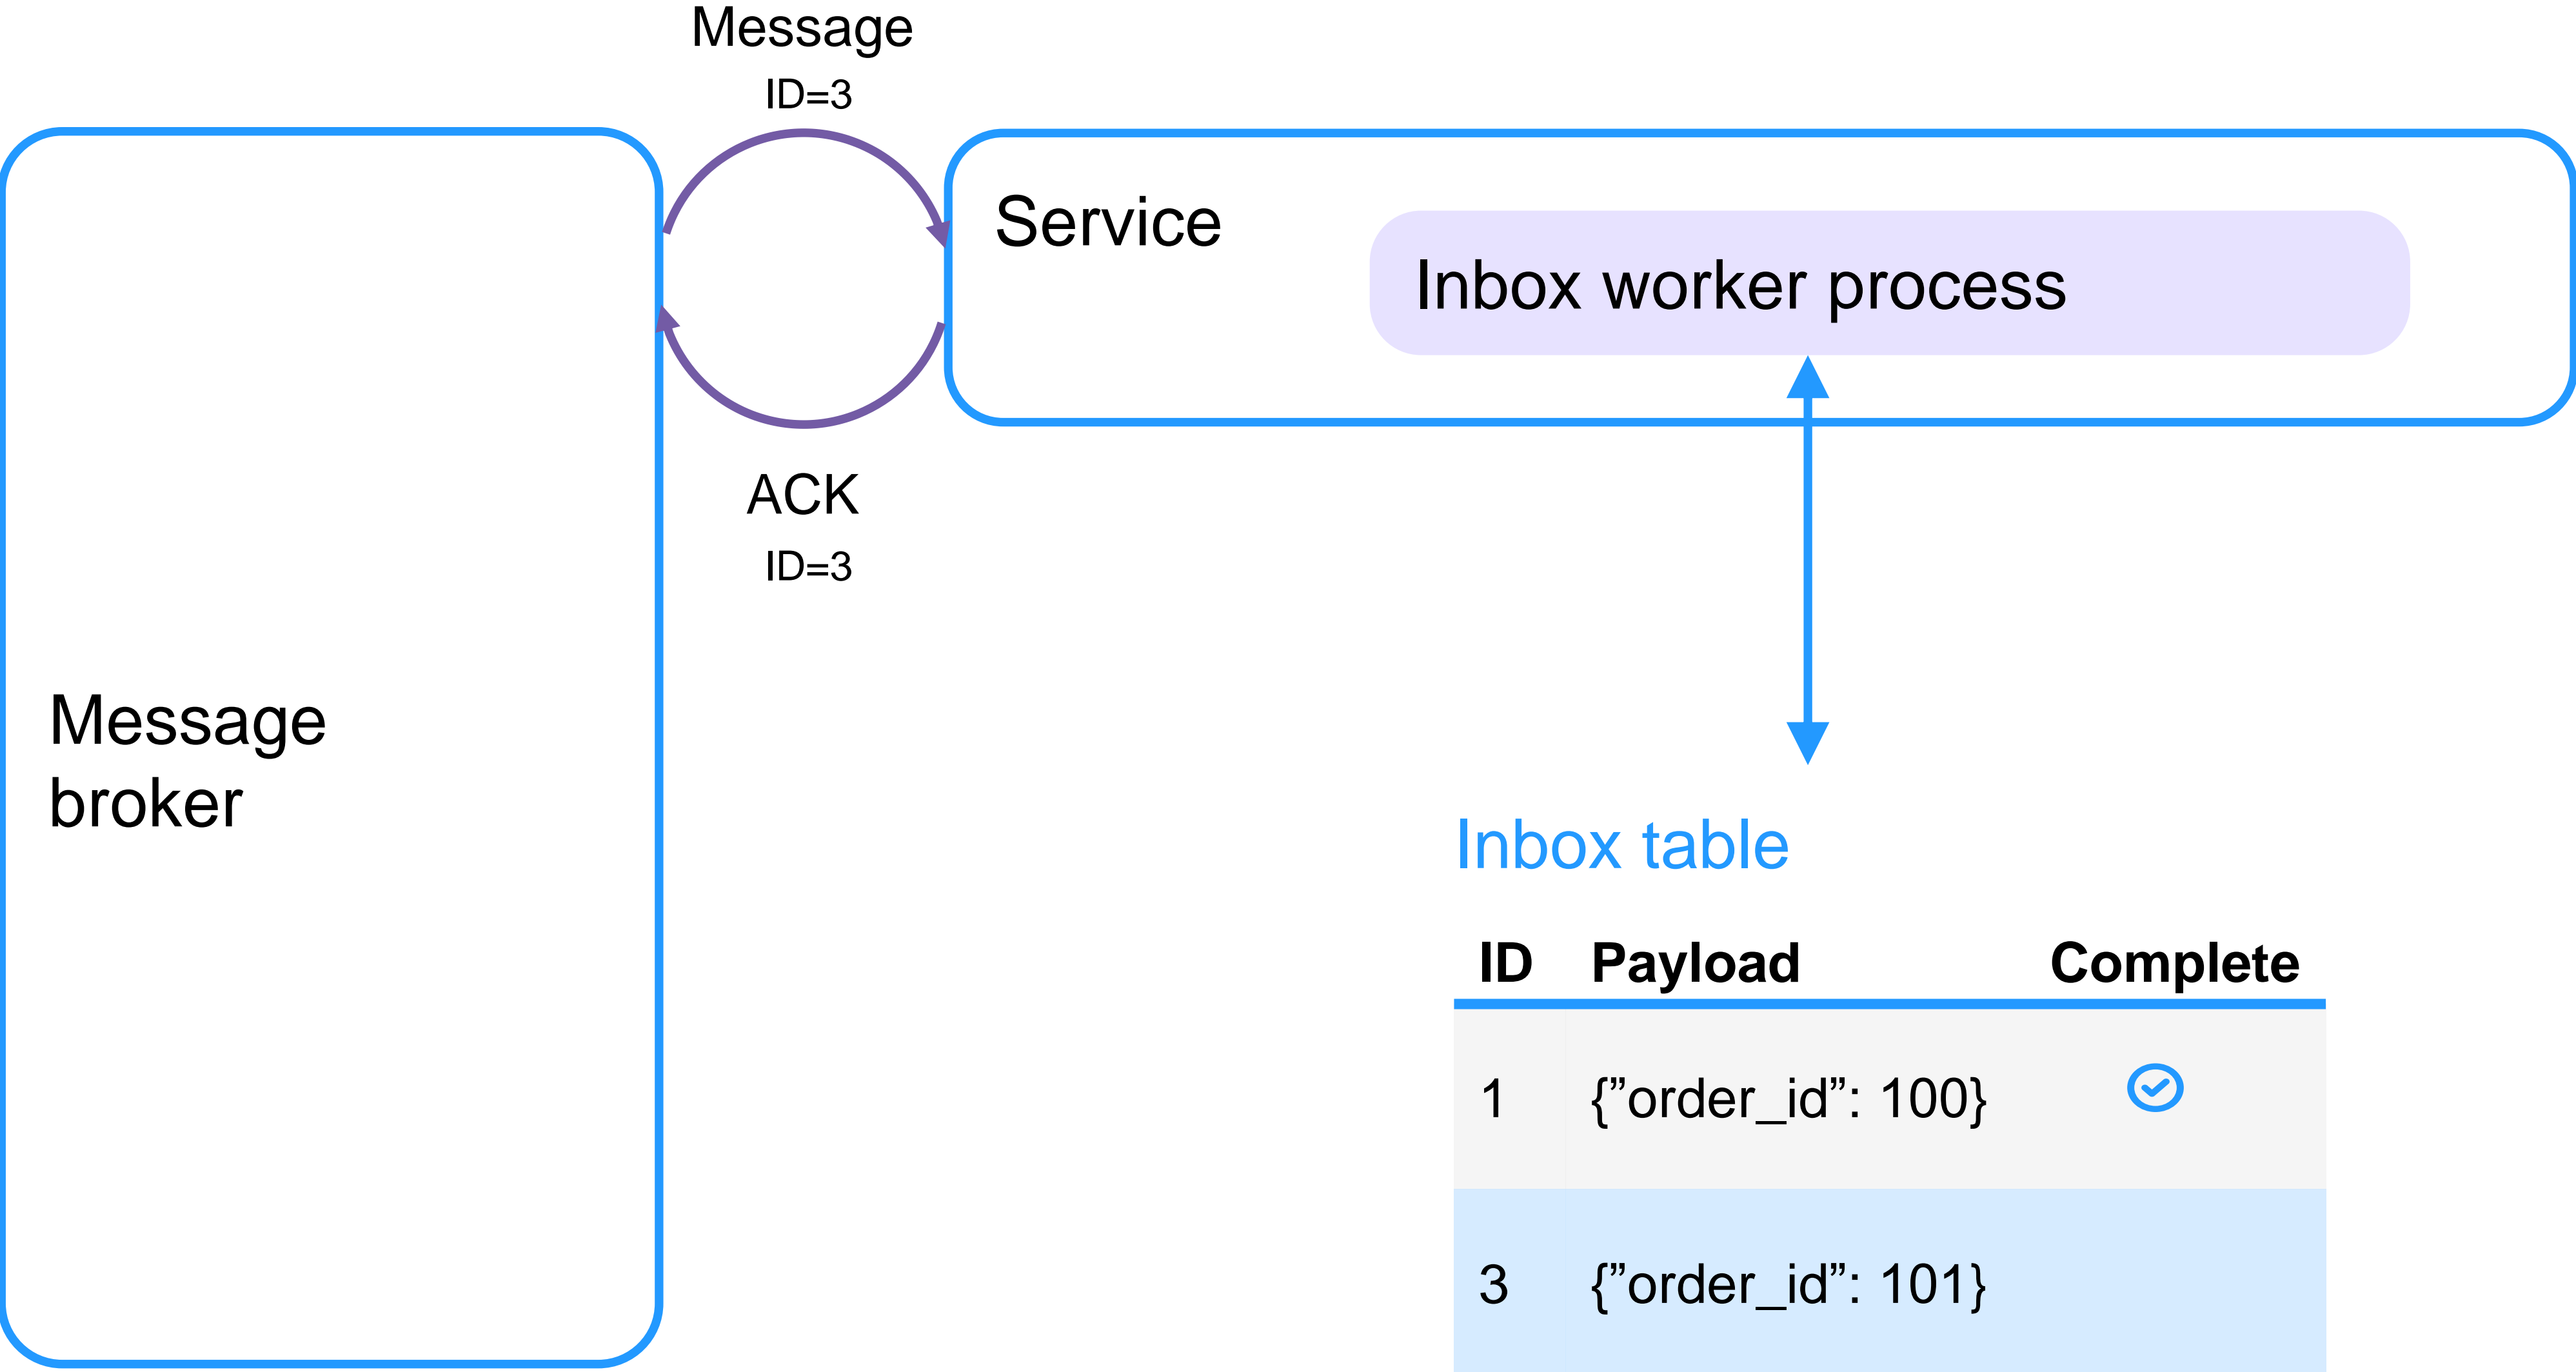 Message
ID=3
Service
Inbox worker process
ACK
ID=3
Message
broker
Inbox table
ID Payload Complete
1 {”order_id”: 100}
3 {”order_id”: 101}